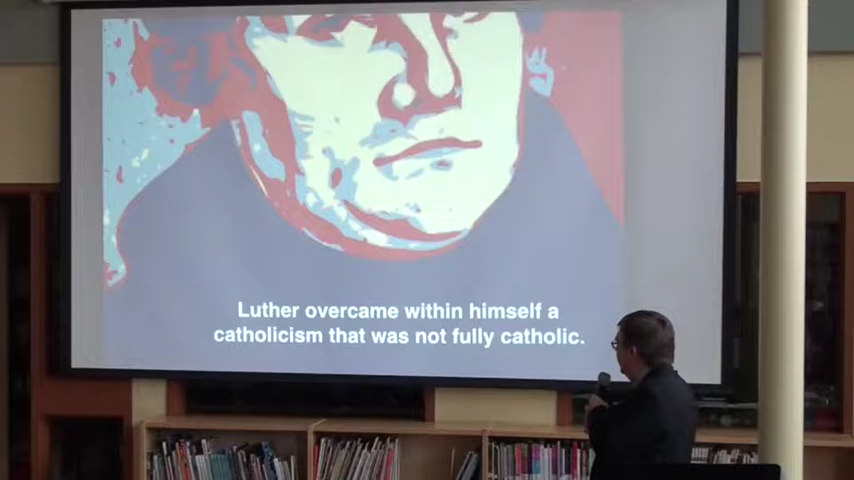 Luther overcame within himself a
catholicism that was not fully catholic.